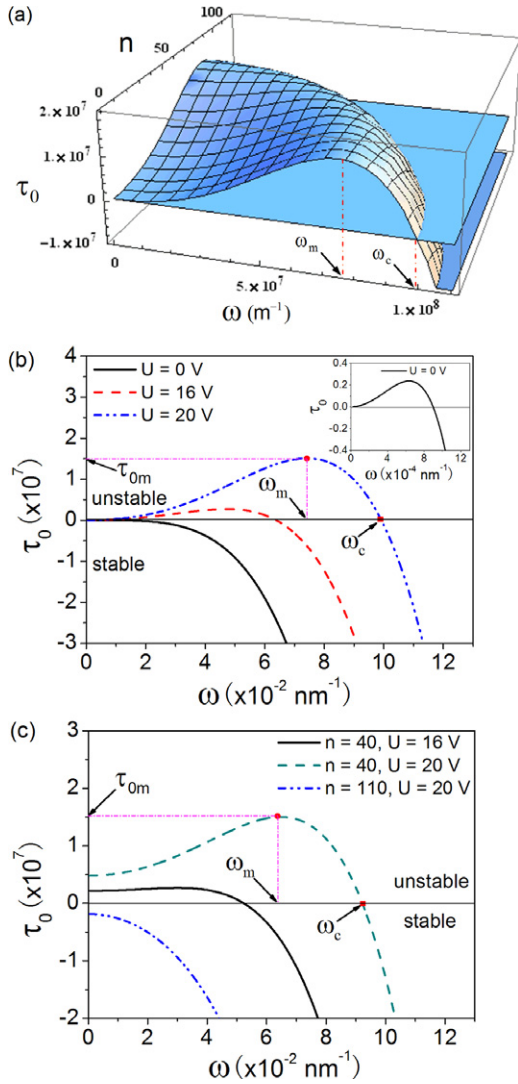 (a)
n
100
50
0
2.×10⁷
1.×10⁷
τ₀
0
-1.×10⁷
0
ωₘ
ω_c
5.×10⁷
1.×10⁸
ω (m⁻¹)
(b)
4
3
2
1
0
-1
-2
-3
τ₀ (x10⁷)
U = 0 V
U = 16 V
U = 20 V
τ₀ₘ
unstable
stable
ωₘ
ω_c
0.4
0.2
0.0
-0.2
-0.4
τ₀
U = 0 V
0 4 8 12
ω (x10⁻⁴ nm⁻¹)
0 2 4 6 8 10 12
ω (x10⁻² nm⁻¹)
(c)
3
2
1
0
-1
-2
τ₀ (x10⁷)
n = 40, U = 16 V
n = 40, U = 20 V
n = 110, U = 20 V
τ₀ₘ
ωₘ
unstable
ω_c
stable
0 2 4 6 8 10 12
ω (x10⁻² nm⁻¹)